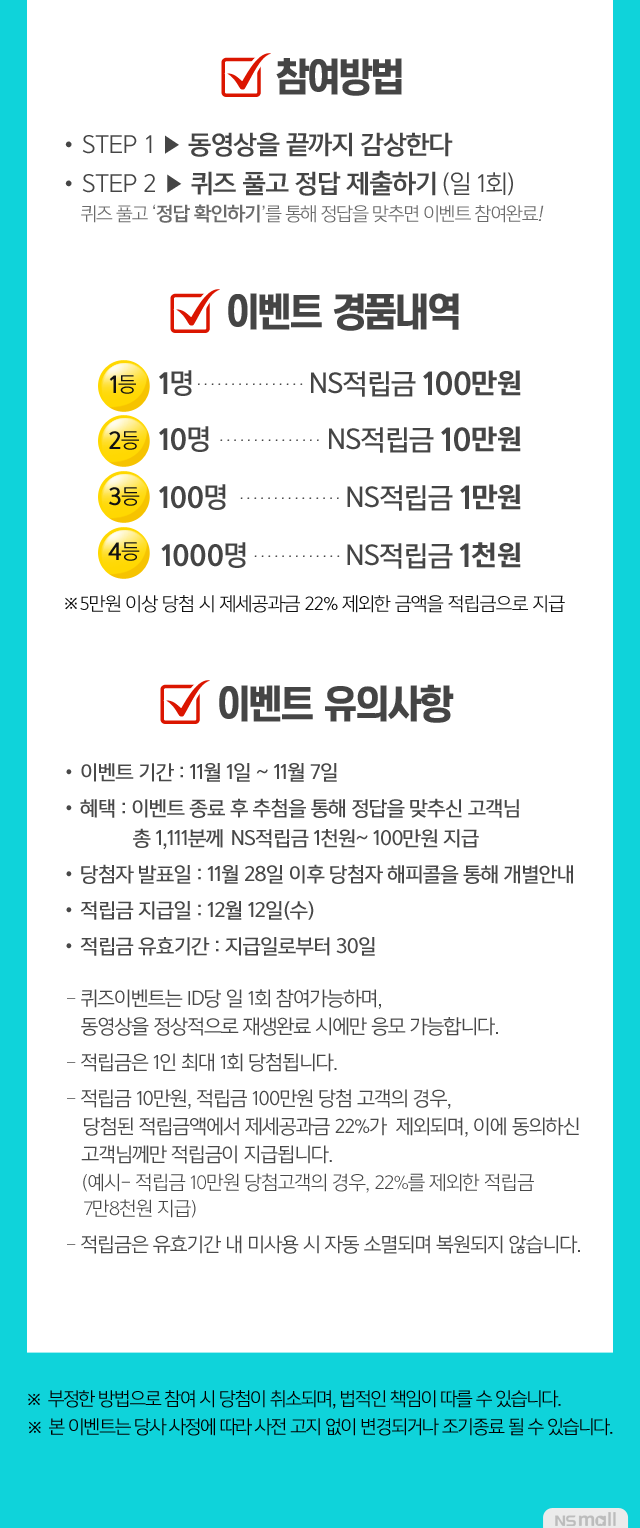 참여방법
• STEP 1 ▶ 동영상을 끝까지 감상한다
• STEP 2 ▶ 퀴즈 풀고 정답 제출하기 (일 1회)
퀴즈 풀고 ‘정답 확인하기’를 통해 정답을 맞추면 이벤트 참여완료!
이벤트 경품내역
1등 1명 ················ NS적립금 100만원
2등 10명 ··············· NS적립금 10만원
3등 100명 ··············· NS적립금 1만원
4등 1000명 ············· NS적립금 1천원
※ 5만원 이상 당첨 시 제세공과금 22% 제외한 금액을 적립금으로 지급
이벤트 유의사항
• 이벤트 기간 : 11월 1일 ~ 11월 7일
• 혜택 : 이벤트 종료 후 추첨을 통해 정답을 맞추신 고객님
총 1,111분께 NS적립금 1천원~ 100만원 지급
• 당첨자 발표일 : 11월 28일 이후 당첨자 해피콜을 통해 개별안내
• 적립금 지급일 : 12월 12일(수)
• 적립금 유효기간 : 지급일로부터 30일
- 퀴즈이벤트는 ID당 일 1회 참여가능하며,
동영상을 정상적으로 재생완료 시에만 응모 가능합니다.
- 적립금은 1인 최대 1회 당첨됩니다.
- 적립금 10만원, 적립금 100만원 당첨 고객의 경우,
당첨된 적립금액에서 제세공과금 22%가 제외되며, 이에 동의하신
고객님께만 적립금이 지급됩니다.
(예시- 적립금 10만원 당첨고객의 경우, 22%를 제외한 적립금
7만8천원 지급)
- 적립금은 유효기간 내 미사용 시 자동 소멸되며 복원되지 않습니다.
※ 부정한 방법으로 참여 시 당첨이 취소되며, 법적인 책임이 따를 수 있습니다.
※ 본 이벤트는 당사 사정에 따라 사전 고지 없이 변경되거나 조기종료 될 수 있습니다.
NSmall